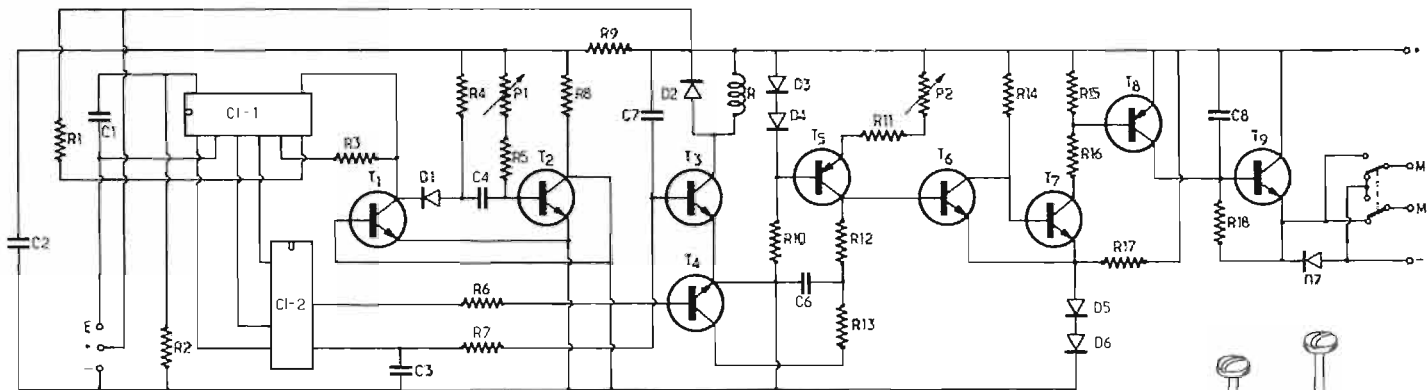 R9
R4
P1
R8
D2
R
D3
D4
P2
R14
R15
T8
C1
CI-1
C7
R11
C8
T9
R1
R3
R5
T2
T3
T5
T6
R16
T7
M
M
T1
D1
C4
C2
R10
R12
R18
R17
T4
C6
D7
CI-2
R6
R13
D5
E
R2
R7
D6
C3
+
+
-
-